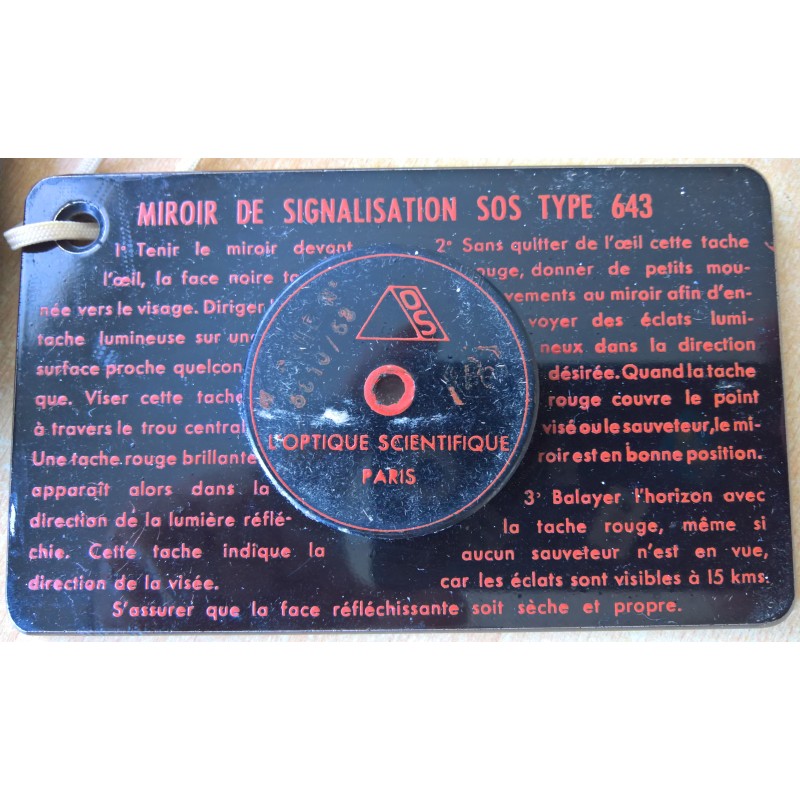 MIROIR DE SIGNALISATION SOS TYPE 643
1° Tenir le miroir devant
l'œil, la face noire
née vers le visage. Diriger
tache lumineuse sur
surface proche quelcon
que. Viser cette tache
à travers le trou central
Une tache rouge brillante
apparaît alors dans la
direction de la lumière réflé-
chie. Cette tache indique la
direction de la visée.
2° Sans quitter de l'œil cette tache
ouge, donner de petits mou-
vements au miroir afin d'en-
voyer des éclats lumi-
neux dans la direction
désirée. Quand la tache
rouge couvre le point
visé ou le sauveteur, le mi-
roir est en bonne position.
3° Balayer l'horizon avec
la tache rouge, même si
aucun sauveteur n'est en vue,
car les éclats sont visibles à 15 kms.
S'assurer que la face réfléchissante soit sèche et propre.
OS
L'OPTIQUE SCIENTIFIQUE
PARIS